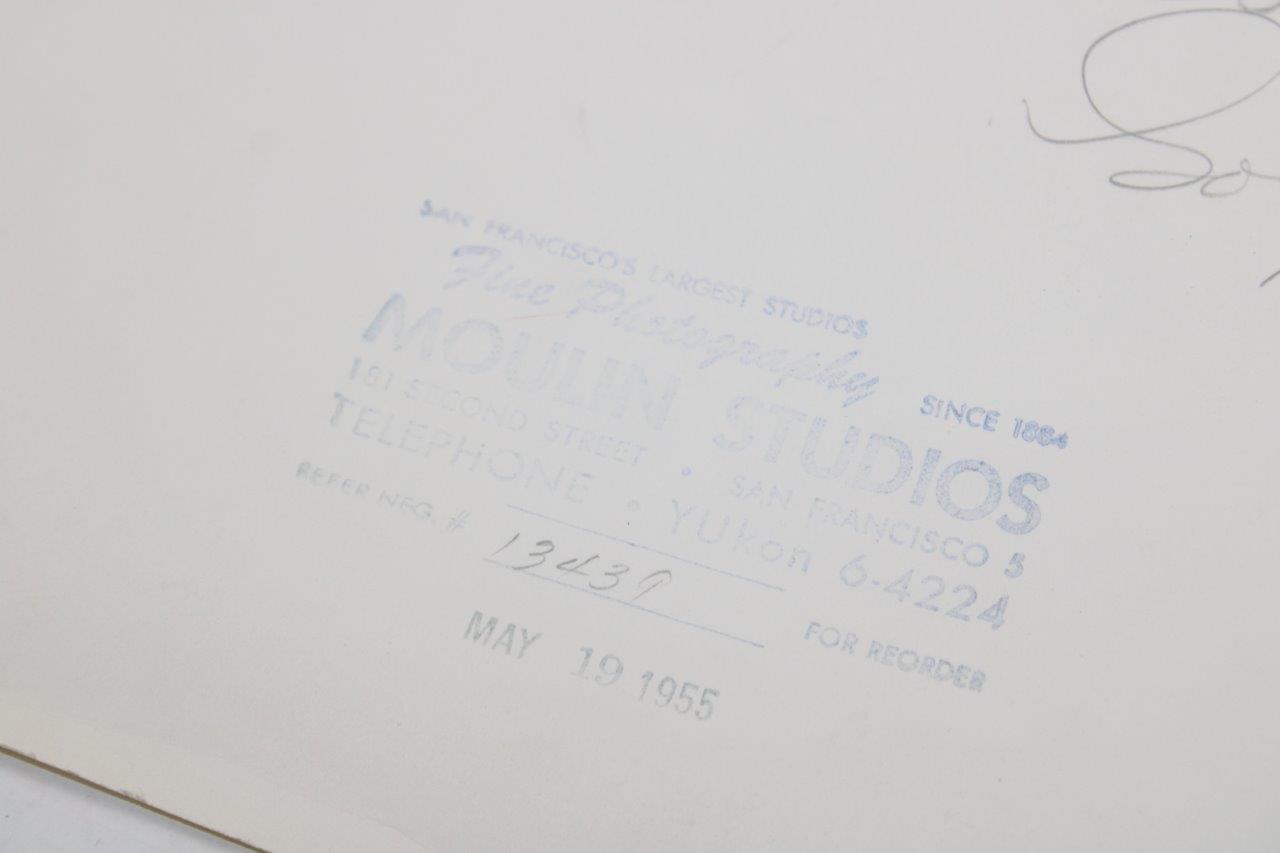 SAN FRANCISCO'S LARGEST STUDIOS
Fine Photography SINCE 1884
MOULIN STUDIOS
181 SECOND STREET • SAN FRANCISCO 5
TELEPHONE • YUkon 6-4224
REFER NEG. # 13439 FOR REORDER
MAY 19 1955